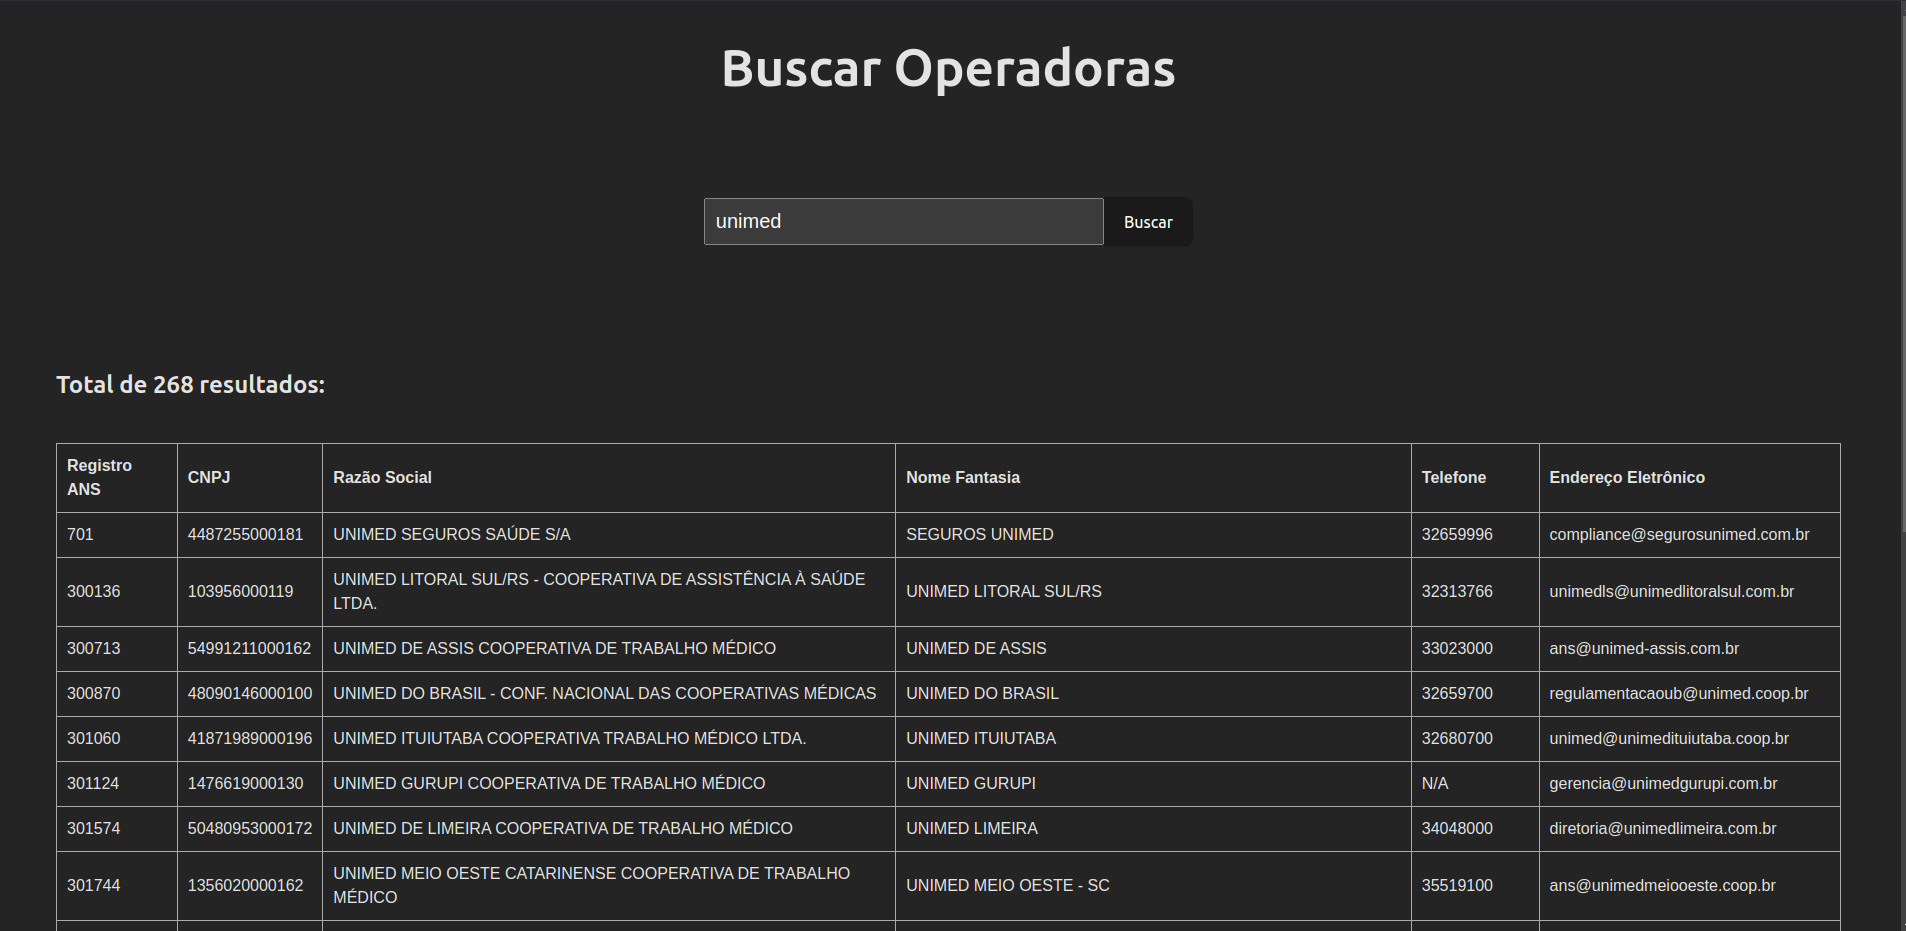 Buscar Operadoras
unimed
Buscar
Total de 268 resultados:
Registro ANS CNPJ Razão Social Nome Fantasia Telefone Endereço Eletrônico
701 4487255000181 UNIMED SEGUROS SAÚDE S/A SEGUROS UNIMED 32659996 compliance@segurosunimed.com.br
300136 103956000119 UNIMED LITORAL SUL/RS - COOPERATIVA DE ASSISTÊNCIA À SAÚDE LTDA. UNIMED LITORAL SUL/RS 32313766 unimedls@unimedlitoralsul.com.br
300713 54991211000162 UNIMED DE ASSIS COOPERATIVA DE TRABALHO MÉDICO UNIMED DE ASSIS 33023000 ans@unimed-assis.com.br
300870 48090146000100 UNIMED DO BRASIL - CONF. NACIONAL DAS COOPERATIVAS MÉDICAS UNIMED DO BRASIL 32659700 regulamentacaoub@unimed.coop.br
301060 41871989000196 UNIMED ITUIUTABA COOPERATIVA TRABALHO MÉDICO LTDA. UNIMED ITUIUTABA 32680700 unimed@unimedituiutaba.coop.br
301124 1476619000130 UNIMED GURUPI COOPERATIVA DE TRABALHO MÉDICO UNIMED GURUPI N/A gerencia@unimedgurupi.com.br
301574 50480953000172 UNIMED DE LIMEIRA COOPERATIVA DE TRABALHO MÉDICO UNIMED LIMEIRA 34048000 diretoria@unimedlimeira.com.br
301744 1356020000162 UNIMED MEIO OESTE CATARINENSE COOPERATIVA DE TRABALHO MÉDICO UNIMED MEIO OESTE - SC 35519100 ans@unimedmeiooeste.coop.br